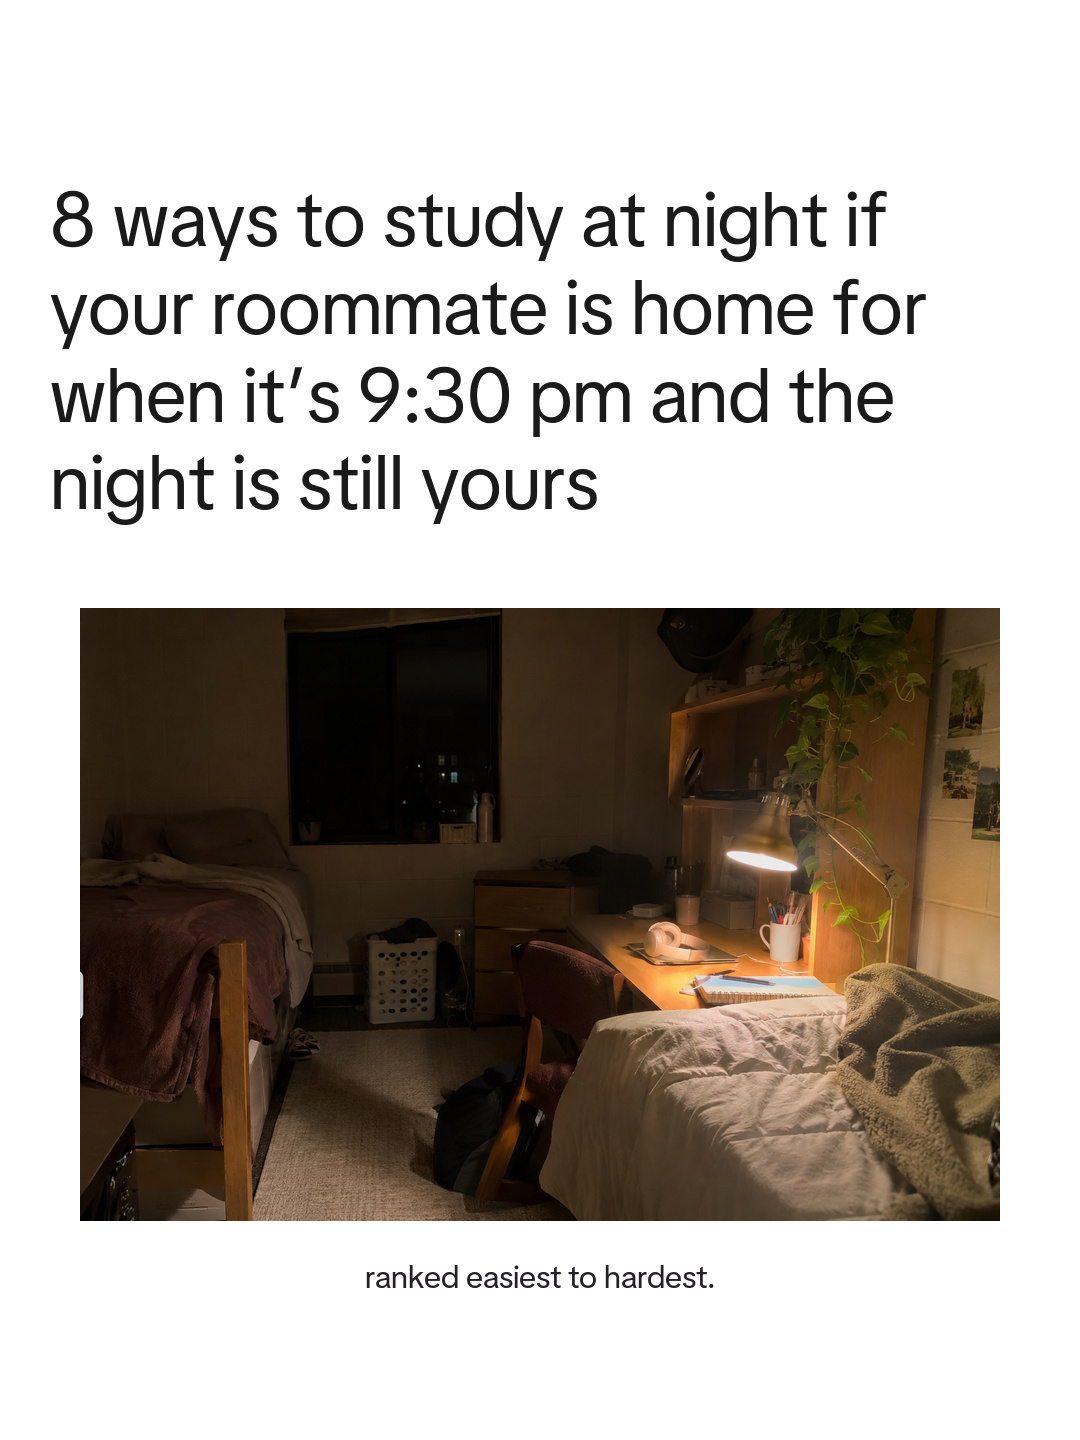 8 ways to study at night if
your roommate is home for
when it’s 9:30 pm and the
night is still yours
ranked easiest to hardest.